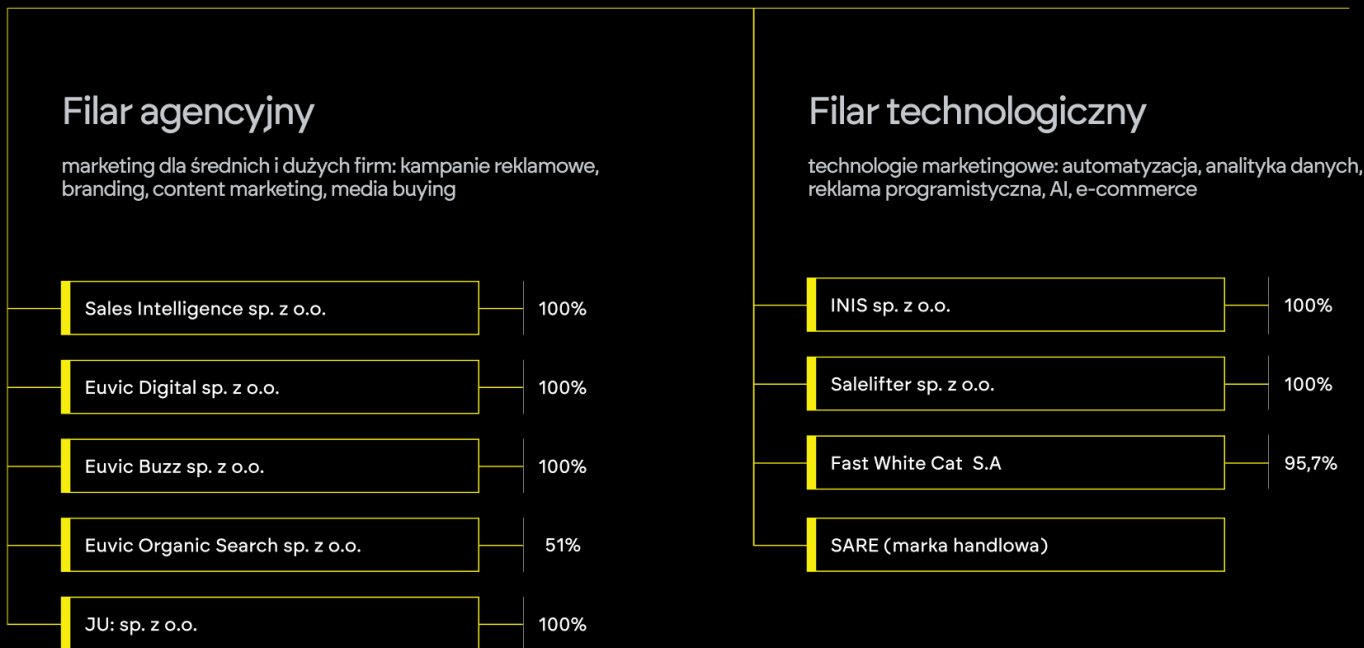 Filar agencyjny
marketing dla średnich i dużych firm: kampanie reklamowe,
branding, content marketing, media buying
Sales Intelligence sp. z o.o. 100%
Euvic Digital sp. z o.o. 100%
Euvic Buzz sp. z o.o. 100%
Euvic Organic Search sp. z o.o. 51%
JU: sp. z o.o. 100%
Filar technologiczny
technologie marketingowe: automatyzacja, analityka danych,
reklama programistyczna, AI, e-commerce
INIS sp. z o.o. 100%
Salelifter sp. z o.o. 100%
Fast White Cat S.A 95,7%
SARE (marka handlowa)